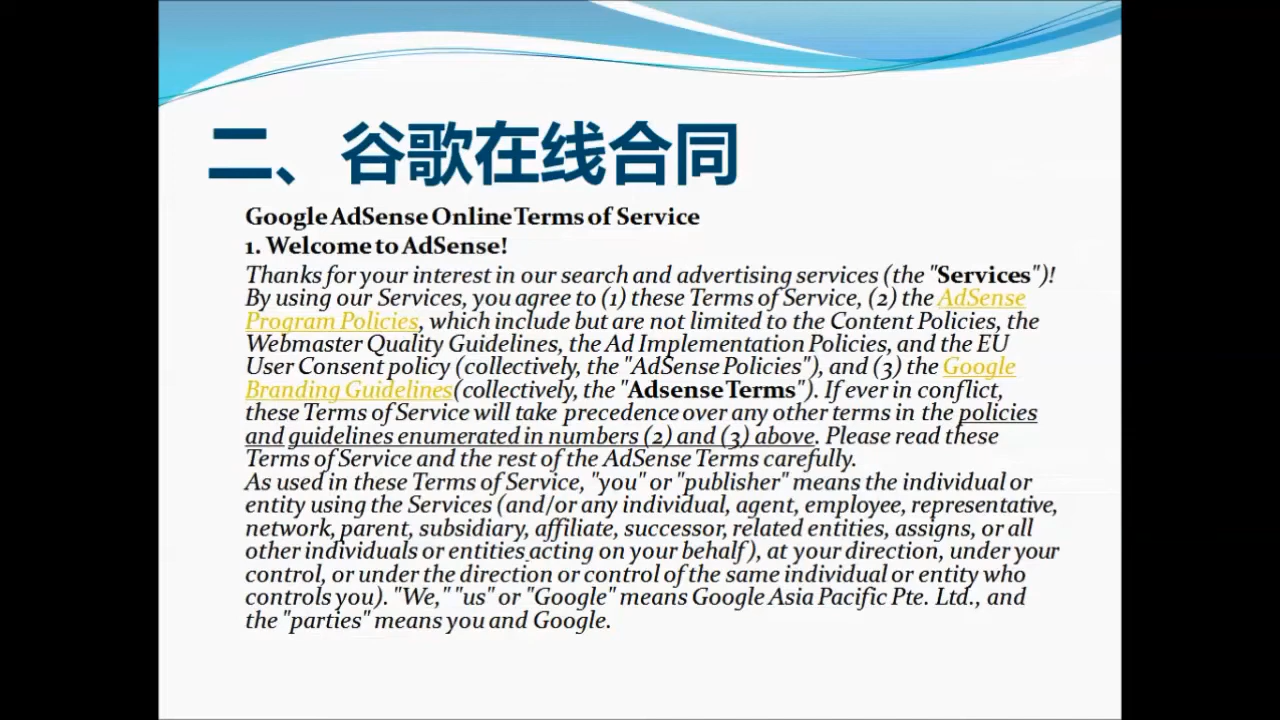 二、谷歌在线合同
Google AdSense Online Terms of Service
1. Welcome to AdSense!
Thanks for your interest in our search and advertising services (the "Services")!
By using our Services, you agree to (1) these Terms of Service, (2) the AdSense
Program Policies, which include but are not limited to the Content Policies, the
Webmaster Quality Guidelines, the Ad Implementation Policies, and the EU
User Consent policy (collectively, the "AdSense Policies"), and (3) the Google
Branding Guidelines(collectively, the "Adsense Terms"). If ever in conflict,
these Terms of Service will take precedence over any other terms in the policies
and guidelines enumerated in numbers (2) and (3) above. Please read these
Terms of Service and the rest of the AdSense Terms carefully.
As used in these Terms of Service, "you" or "publisher" means the individual or
entity using the Services (and/or any individual, agent, employee, representative,
network, parent, subsidiary, affiliate, successor, related entities, assigns, or all
other individuals or entities acting on your behalf), at your direction, under your
control, or under the direction or control of the same individual or entity who
controls you). "We," "us" or "Google" means Google Asia Pacific Pte. Ltd., and
the "parties" means you and Google.